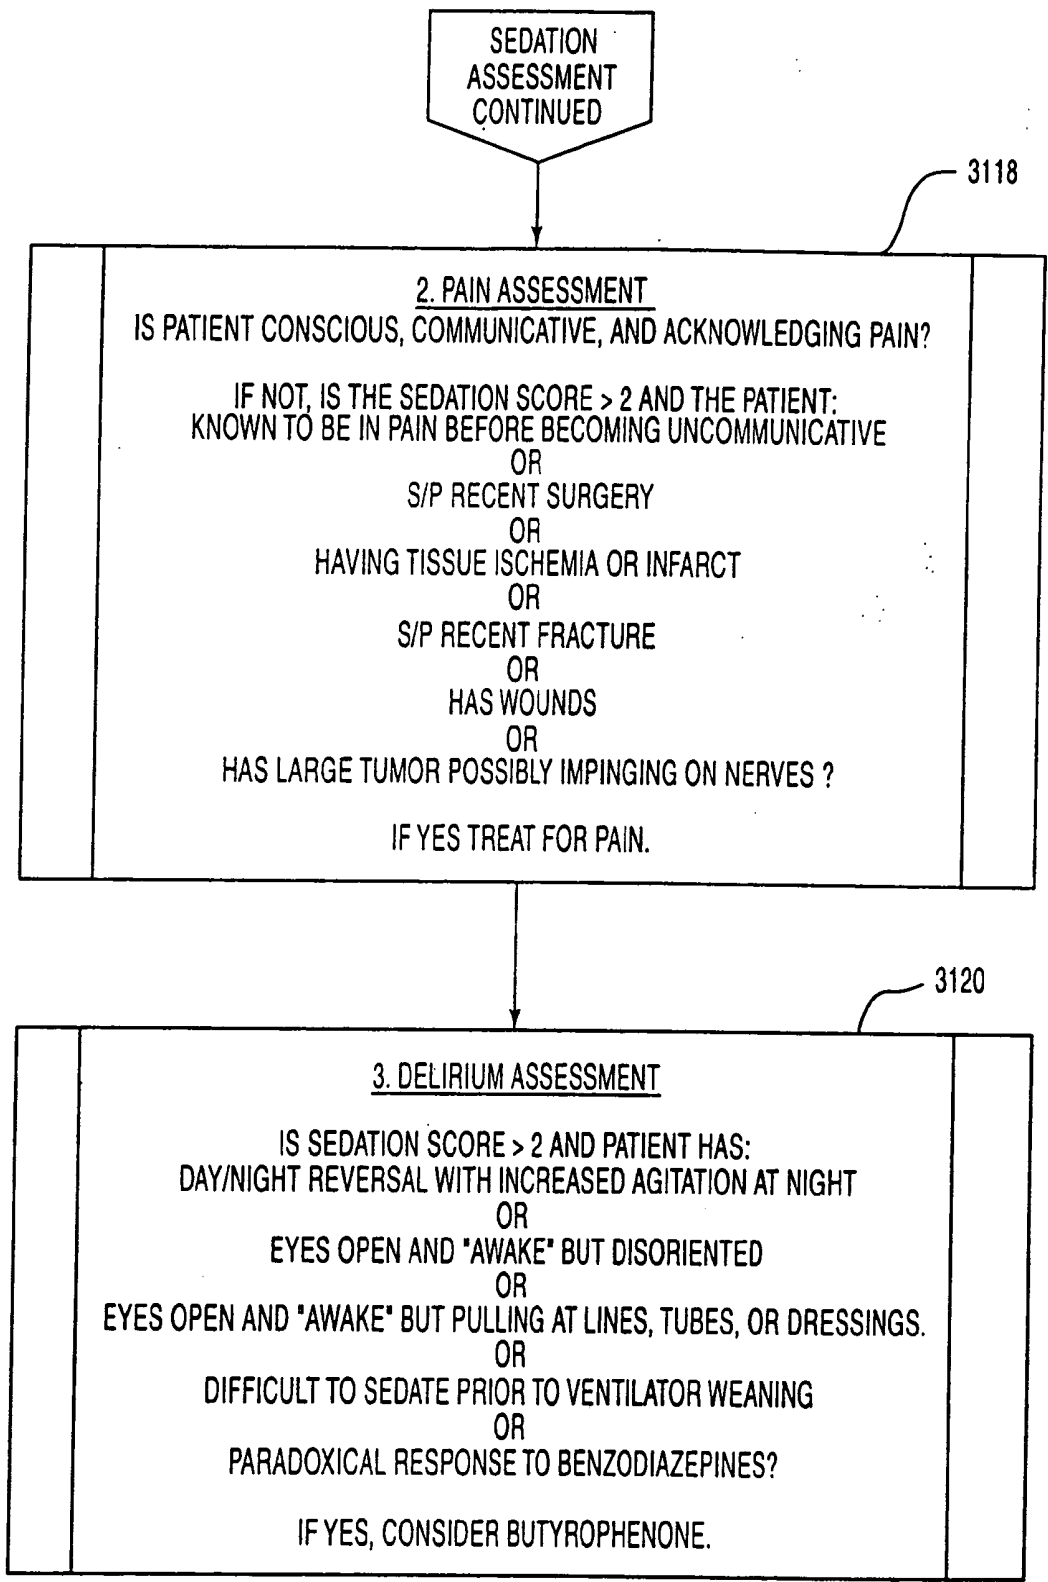 SEDATION
ASSESSMENT
CONTINUED
3118
2. PAIN ASSESSMENT
IS PATIENT CONSCIOUS, COMMUNICATIVE, AND ACKNOWLEDGING PAIN?
IF NOT, IS THE SEDATION SCORE > 2 AND THE PATIENT:
KNOWN TO BE IN PAIN BEFORE BECOMING UNCOMMUNICATIVE
OR
S/P RECENT SURGERY
OR
HAVING TISSUE ISCHEMIA OR INFARCT
OR
S/P RECENT FRACTURE
OR
HAS WOUNDS
OR
HAS LARGE TUMOR POSSIBLY IMPINGING ON NERVES ?
IF YES TREAT FOR PAIN.
3120
3. DELIRIUM ASSESSMENT
IS SEDATION SCORE > 2 AND PATIENT HAS:
DAY/NIGHT REVERSAL WITH INCREASED AGITATION AT NIGHT
OR
EYES OPEN AND "AWAKE" BUT DISORIENTED
OR
EYES OPEN AND "AWAKE" BUT PULLING AT LINES, TUBES, OR DRESSINGS.
OR
DIFFICULT TO SEDATE PRIOR TO VENTILATOR WEANING
OR
PARADOXICAL RESPONSE TO BENZODIAZEPINES?
IF YES, CONSIDER BUTYROPHENONE.